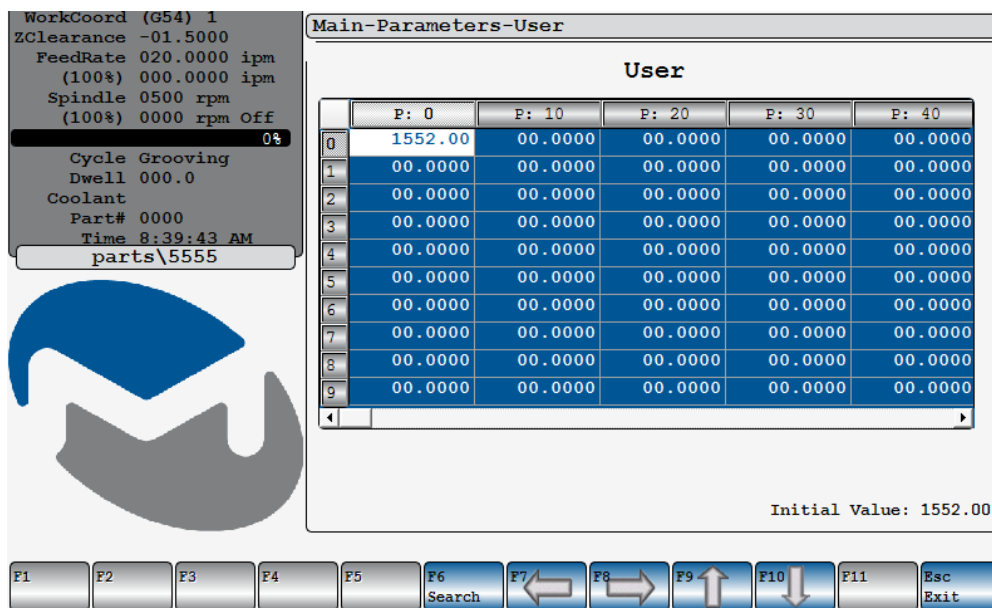 WorkCoord (G54) 1
ZClearance -01.5000
FeedRate 020.0000 ipm
(100%) 000.0000 ipm
Spindle 0500 rpm
(100%) 0000 rpm Off
0%
Cycle Grooving
Dwell 000.0
Coolant
Part# 0000
Time 8:39:43 AM
parts\5555
Main-Parameters-User
User
P: 0 P: 10 P: 20 P: 30 P: 40
0 1552.00 00.0000 00.0000 00.0000 00.0000
1 00.0000 00.0000 00.0000 00.0000 00.0000
2 00.0000 00.0000 00.0000 00.0000 00.0000
3 00.0000 00.0000 00.0000 00.0000 00.0000
4 00.0000 00.0000 00.0000 00.0000 00.0000
5 00.0000 00.0000 00.0000 00.0000 00.0000
6 00.0000 00.0000 00.0000 00.0000 00.0000
7 00.0000 00.0000 00.0000 00.0000 00.0000
8 00.0000 00.0000 00.0000 00.0000 00.0000
9 00.0000 00.0000 00.0000 00.0000 00.0000
Initial Value: 1552.00
F1 F2 F3 F4 F5 F6 F7 F8 F9 F10 F11 Esc
Search Exit